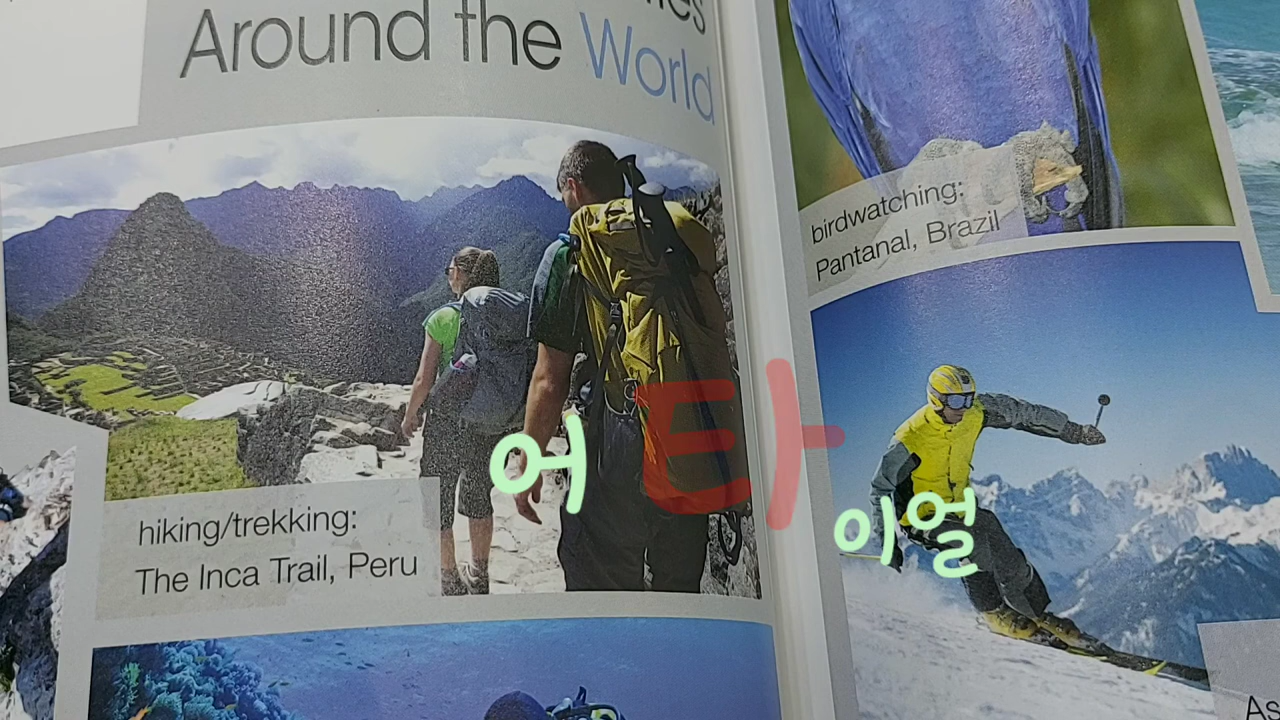 Around the World
hiking/trekking:
The Inca Trail, Peru
birdwatching:
Pantanal, Brazil
어타이얼